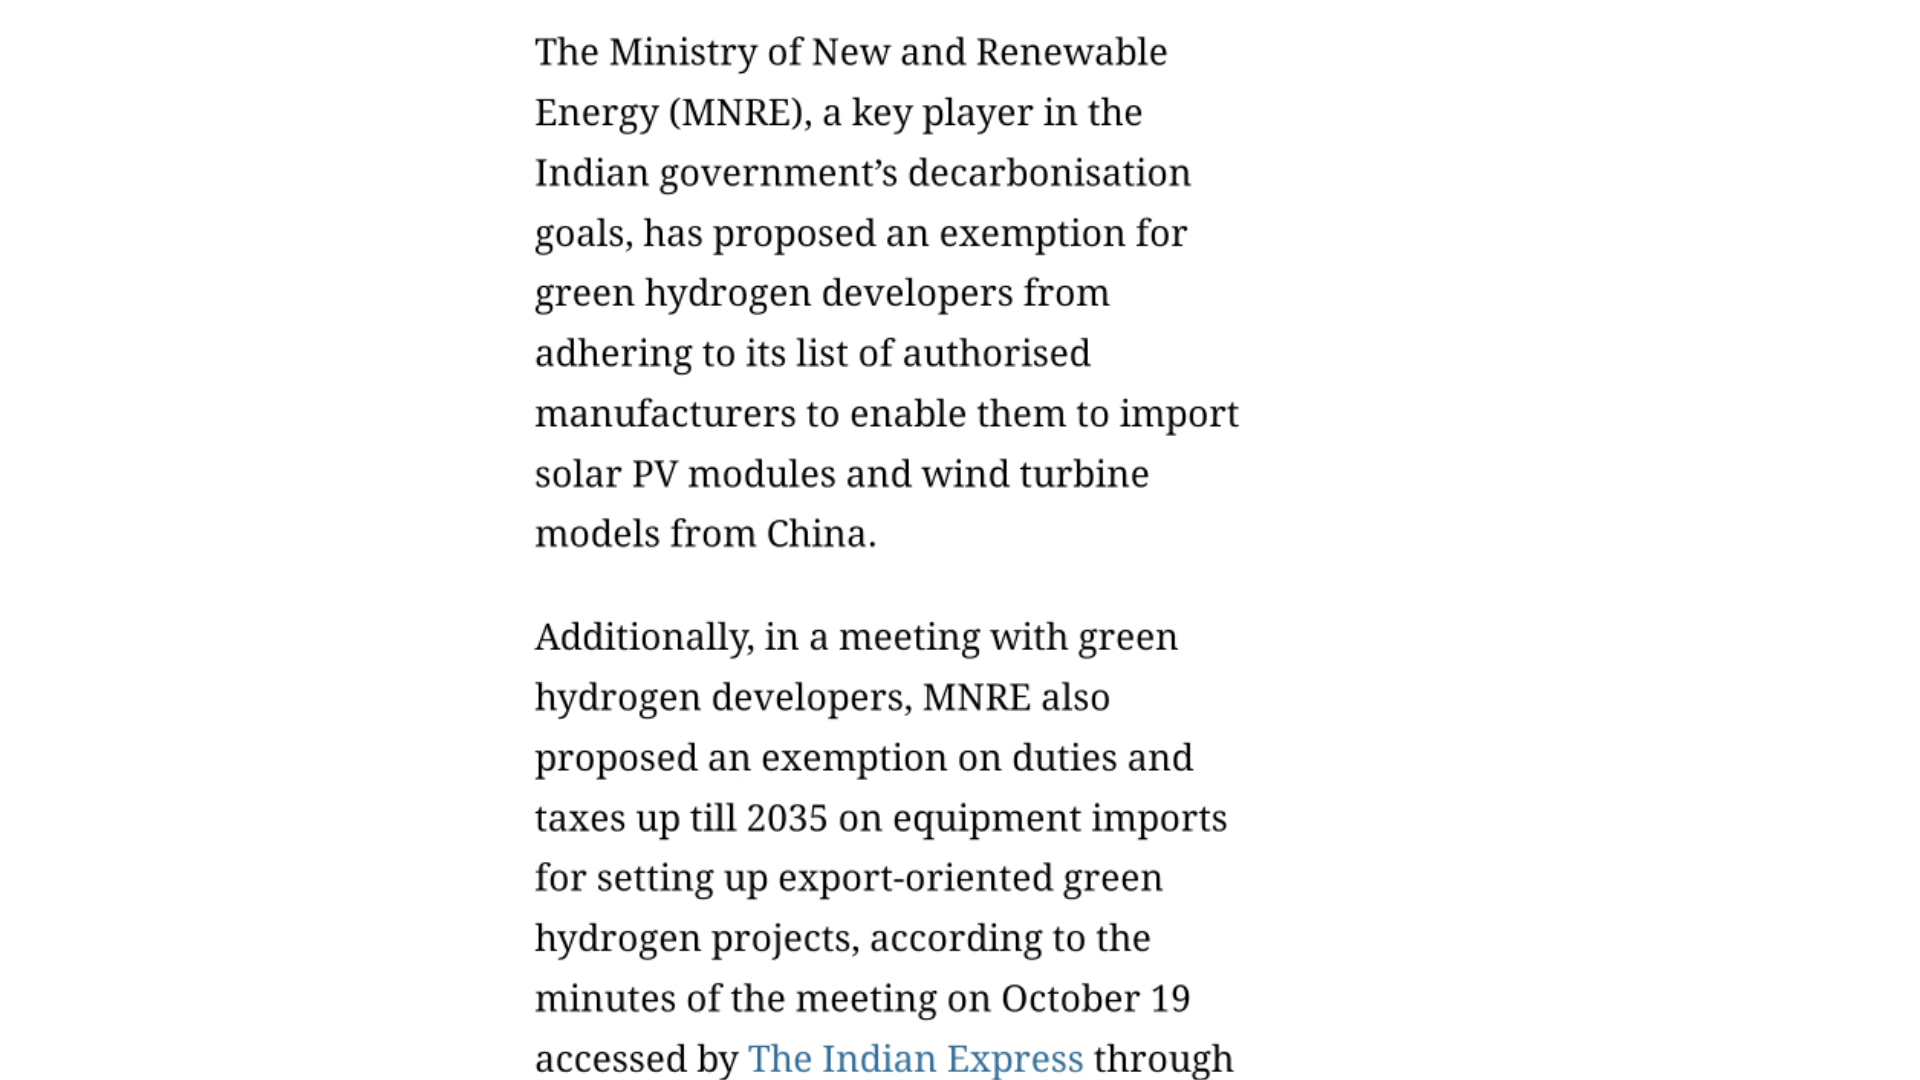 The Ministry of New and Renewable
Energy (MNRE), a key player in the
Indian government’s decarbonisation
goals, has proposed an exemption for
green hydrogen developers from
adhering to its list of authorised
manufacturers to enable them to import
solar PV modules and wind turbine
models from China.
Additionally, in a meeting with green
hydrogen developers, MNRE also
proposed an exemption on duties and
taxes up till 2035 on equipment imports
for setting up export-oriented green
hydrogen projects, according to the
minutes of the meeting on October 19
accessed by The Indian Express through